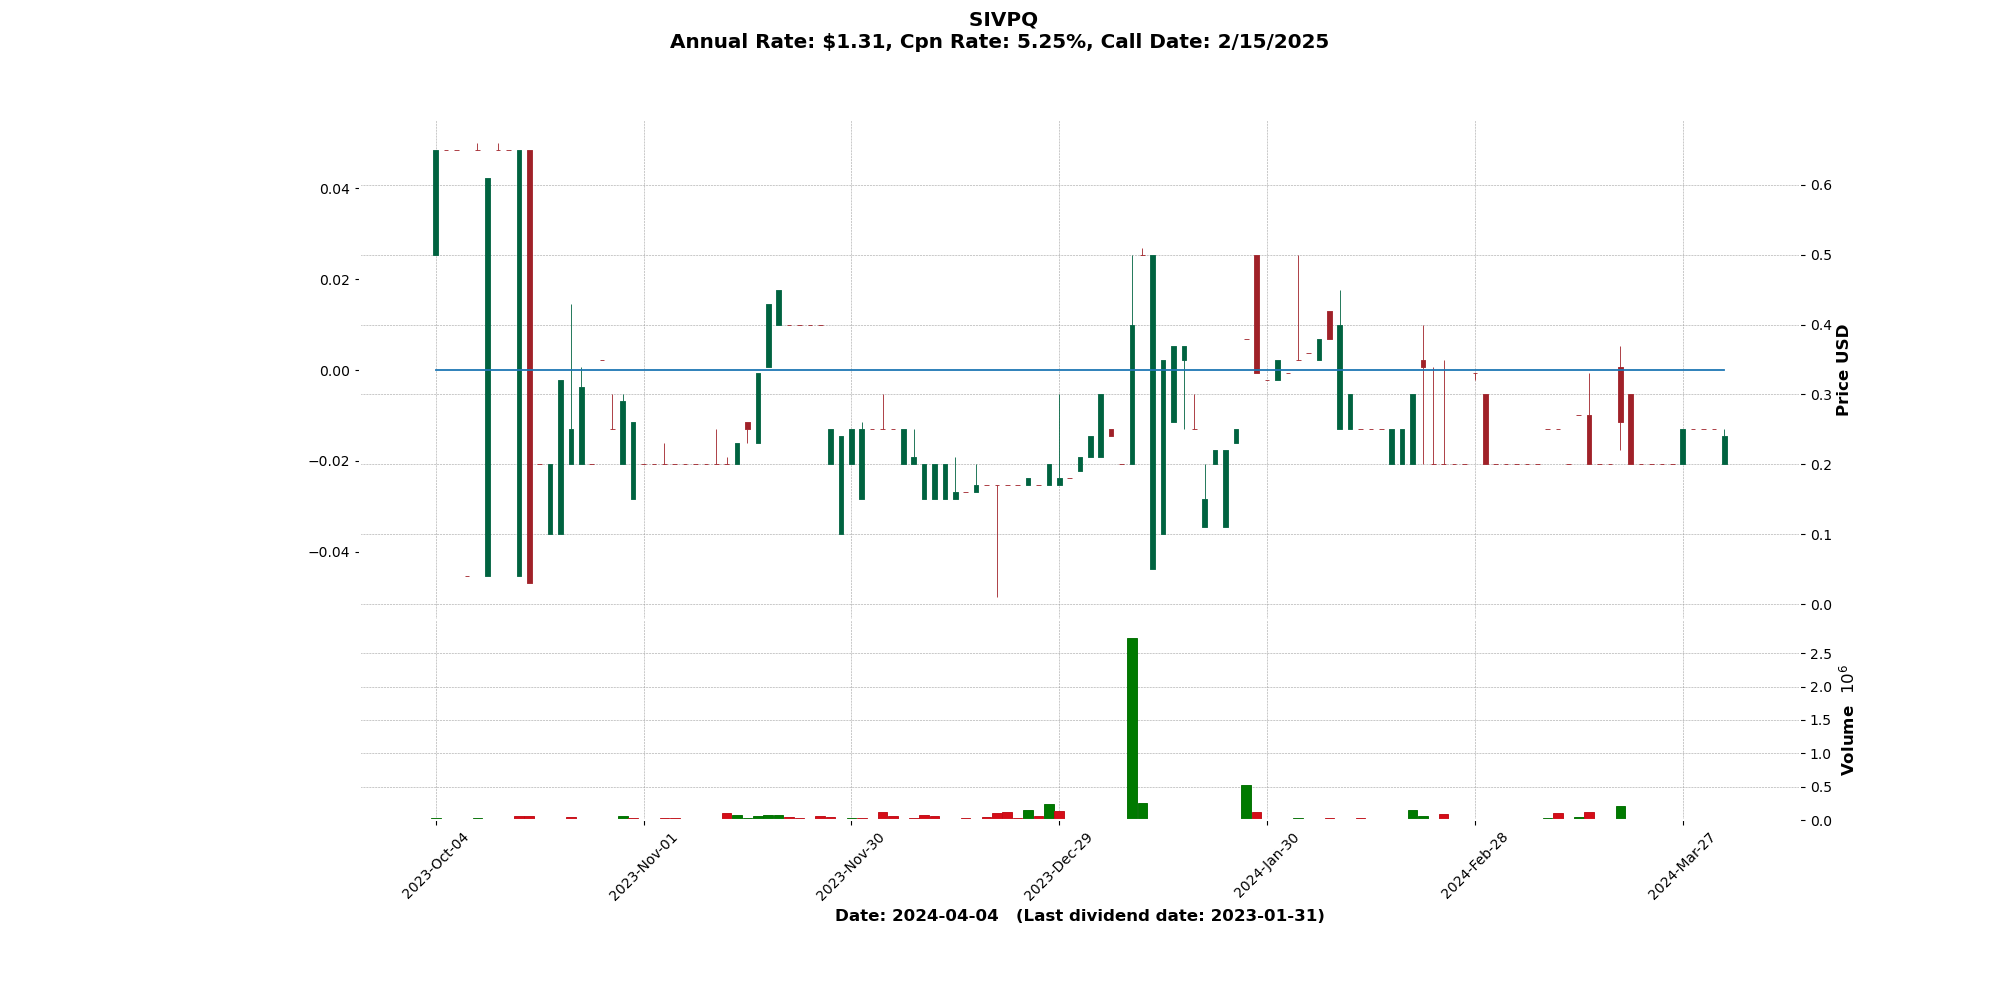 SIVPQ
Annual Rate: $1.31, Cpn Rate: 5.25%, Call Date: 2/15/2025
0.04
0.02
0.00
−0.02
−0.04
0.6
0.5
0.4
0.3
0.2
0.1
0.0
Price USD
2.5
2.0
1.5
1.0
0.5
0.0
Volume 10⁶
2023-Oct-04
2023-Nov-01
2023-Nov-30
2023-Dec-29
2024-Jan-30
2024-Feb-28
2024-Mar-27
Date: 2024-04-04 (Last dividend date: 2023-01-31)